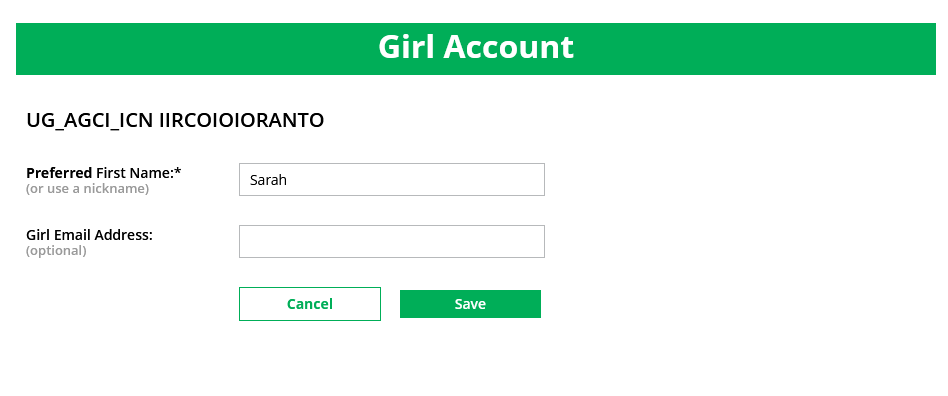 Girl Account
UG_AGCI_ICN IIRCOIOIORANTO
Preferred First Name:*
(or use a nickname)
Sarah
Girl Email Address:
(optional)
Cancel
Save